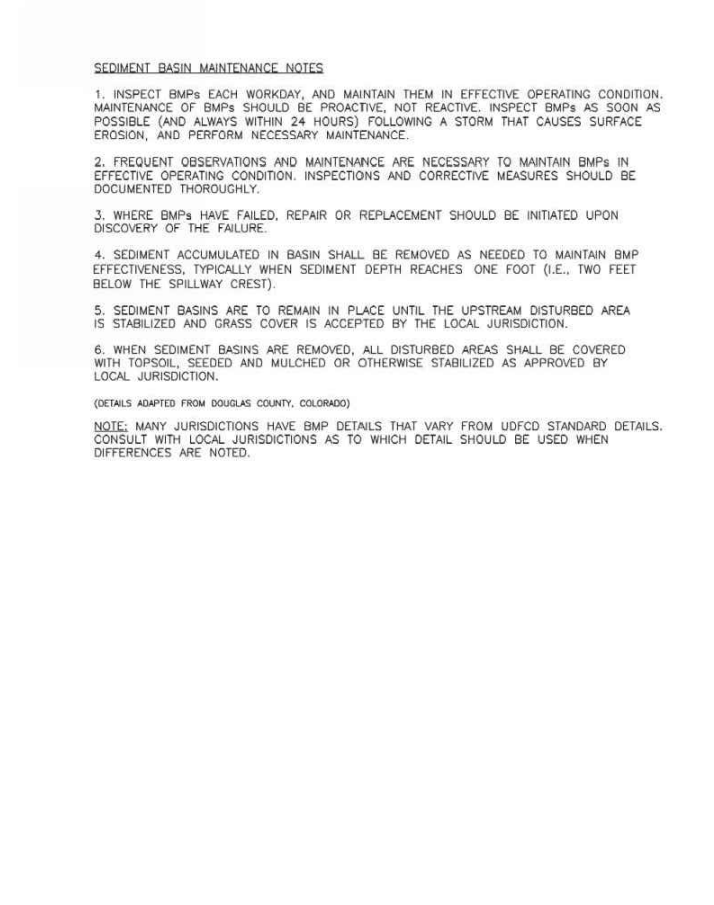 SEDIMENT BASIN MAINTENANCE NOTES
1. INSPECT BMPs EACH WORKDAY, AND MAINTAIN THEM IN EFFECTIVE OPERATING CONDITION.
MAINTENANCE OF BMPs SHOULD BE PROACTIVE, NOT REACTIVE. INSPECT BMPs AS SOON AS
POSSIBLE (AND ALWAYS WITHIN 24 HOURS) FOLLOWING A STORM THAT CAUSES SURFACE
EROSION, AND PERFORM NECESSARY MAINTENANCE.
2. FREQUENT OBSERVATIONS AND MAINTENANCE ARE NECESSARY TO MAINTAIN BMPs IN
EFFECTIVE OPERATING CONDITION. INSPECTIONS AND CORRECTIVE MEASURES SHOULD BE
DOCUMENTED THOROUGHLY.
3. WHERE BMPs HAVE FAILED, REPAIR OR REPLACEMENT SHOULD BE INITIATED UPON
DISCOVERY OF THE FAILURE.
4. SEDIMENT ACCUMULATED IN BASIN SHALL BE REMOVED AS NEEDED TO MAINTAIN BMP
EFFECTIVENESS, TYPICALLY WHEN SEDIMENT DEPTH REACHES ONE FOOT (I.E., TWO FEET
BELOW THE SPILLWAY CREST).
5. SEDIMENT BASINS ARE TO REMAIN IN PLACE UNTIL THE UPSTREAM DISTURBED AREA
IS STABILIZED AND GRASS COVER IS ACCEPTED BY THE LOCAL JURISDICTION.
6. WHEN SEDIMENT BASINS ARE REMOVED, ALL DISTURBED AREAS SHALL BE COVERED
WITH TOPSOIL, SEEDED AND MULCHED OR OTHERWISE STABILIZED AS APPROVED BY
LOCAL JURISDICTION.
(DETAILS ADAPTED FROM DOUGLAS COUNTY, COLORADO)
NOTE: MANY JURISDICTIONS HAVE BMP DETAILS THAT VARY FROM UDFCD STANDARD DETAILS.
CONSULT WITH LOCAL JURISDICTIONS AS TO WHICH DETAIL SHOULD BE USED WHEN
DIFFERENCES ARE NOTED.